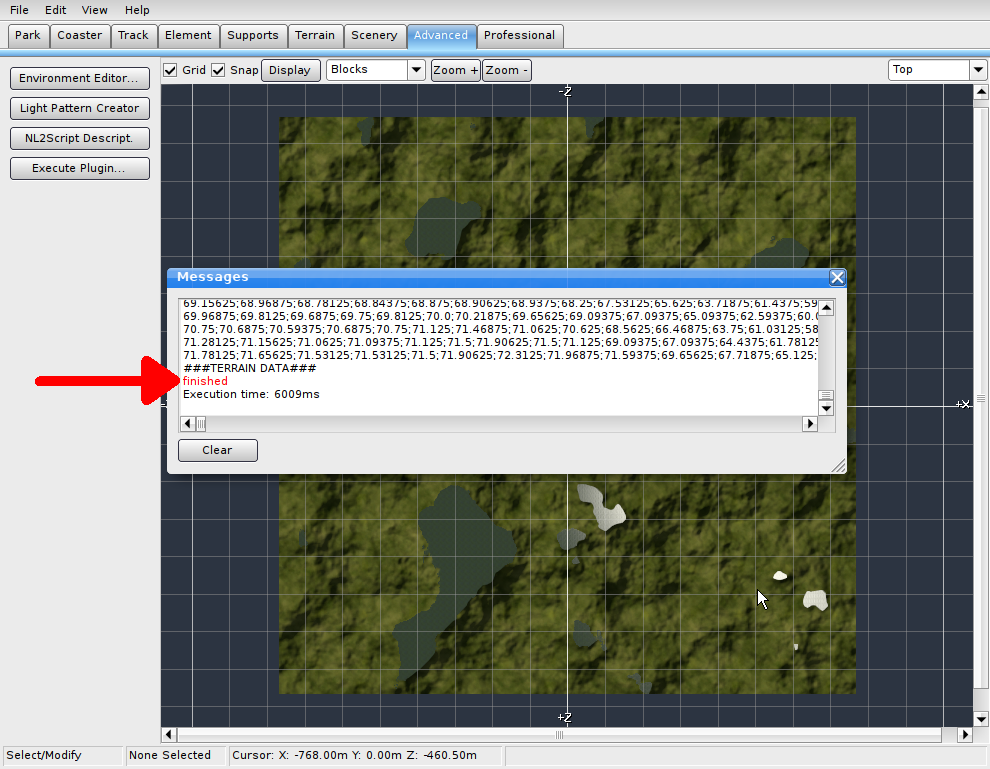 File Edit View Help
Park Coaster Track Element Supports Terrain Scenery Advanced Professional
Environment Editor...
Light Pattern Creator
NL2Script Descript.
Execute Plugin...
Grid Snap Display Blocks Zoom + Zoom - Top
-Z
Messages
69.15625;68.96875;68.78125;68.84375;68.875;68.90625;68.9375;68.25;67.53125;65.625;63.71875;61.4375;59
69.96875;69.8125;69.6875;69.75;69.8125;70.0;70.21875;69.65625;69.09375;67.09375;65.09375;62.59375;60.0
70.75;70.6875;70.59375;70.6875;70.75;71.125;71.46875;71.0625;70.625;68.5625;66.46875;63.75;61.03125;58
71.28125;71.15625;71.0625;71.09375;71.125;71.5;71.90625;71.5;71.125;69.09375;67.09375;64.4375;61.78125
71.78125;71.65625;71.53125;71.53125;71.5;71.90625;72.3125;71.96875;71.59375;69.65625;67.71875;65.125;
###TERRAIN DATA###
finished
Execution time: 6009ms
Clear
+X
+Z
Select/Modify None Selected Cursor: X: -768.00m Y: 0.00m Z: -460.50m